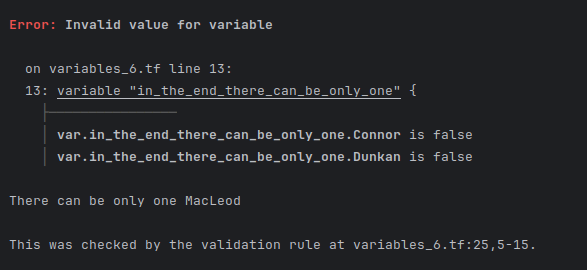 Error: Invalid value for variable
on variables_6.tf line 13:
13: variable "in_the_end_there_can_be_only_one" {
var.in_the_end_there_can_be_only_one.Connor is false
var.in_the_end_there_can_be_only_one.Dunkan is false
There can be only one MacLeod
This was checked by the validation rule at variables_6.tf:25,5-15.